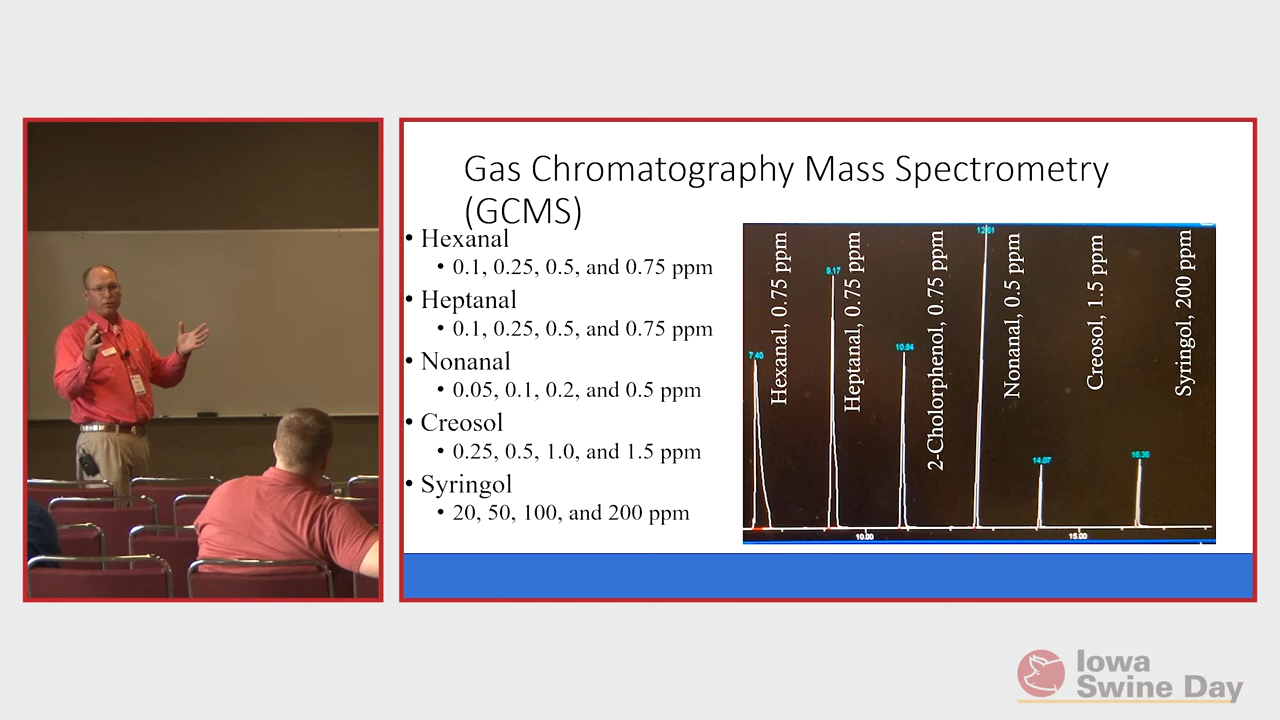 Gas Chromatography Mass Spectrometry
(GCMS)
• Hexanal
• 0.1, 0.25, 0.5, and 0.75 ppm
• Heptanal
• 0.1, 0.25, 0.5, and 0.75 ppm
• Nonanal
• 0.05, 0.1, 0.2, and 0.5 ppm
• Creosol
• 0.25, 0.5, 1.0, and 1.5 ppm
• Syringol
• 20, 50, 100, and 200 ppm
7.40
Hexanal, 0.75 ppm
9.17
Heptanal, 0.75 ppm
10.84
2-Cholorphenol, 0.75 ppm
Nonanal, 0.5 ppm
14.07
Creosol, 1.5 ppm
16.36
Syringol, 200 ppm
10.00
15.00
Iowa
Swine Day